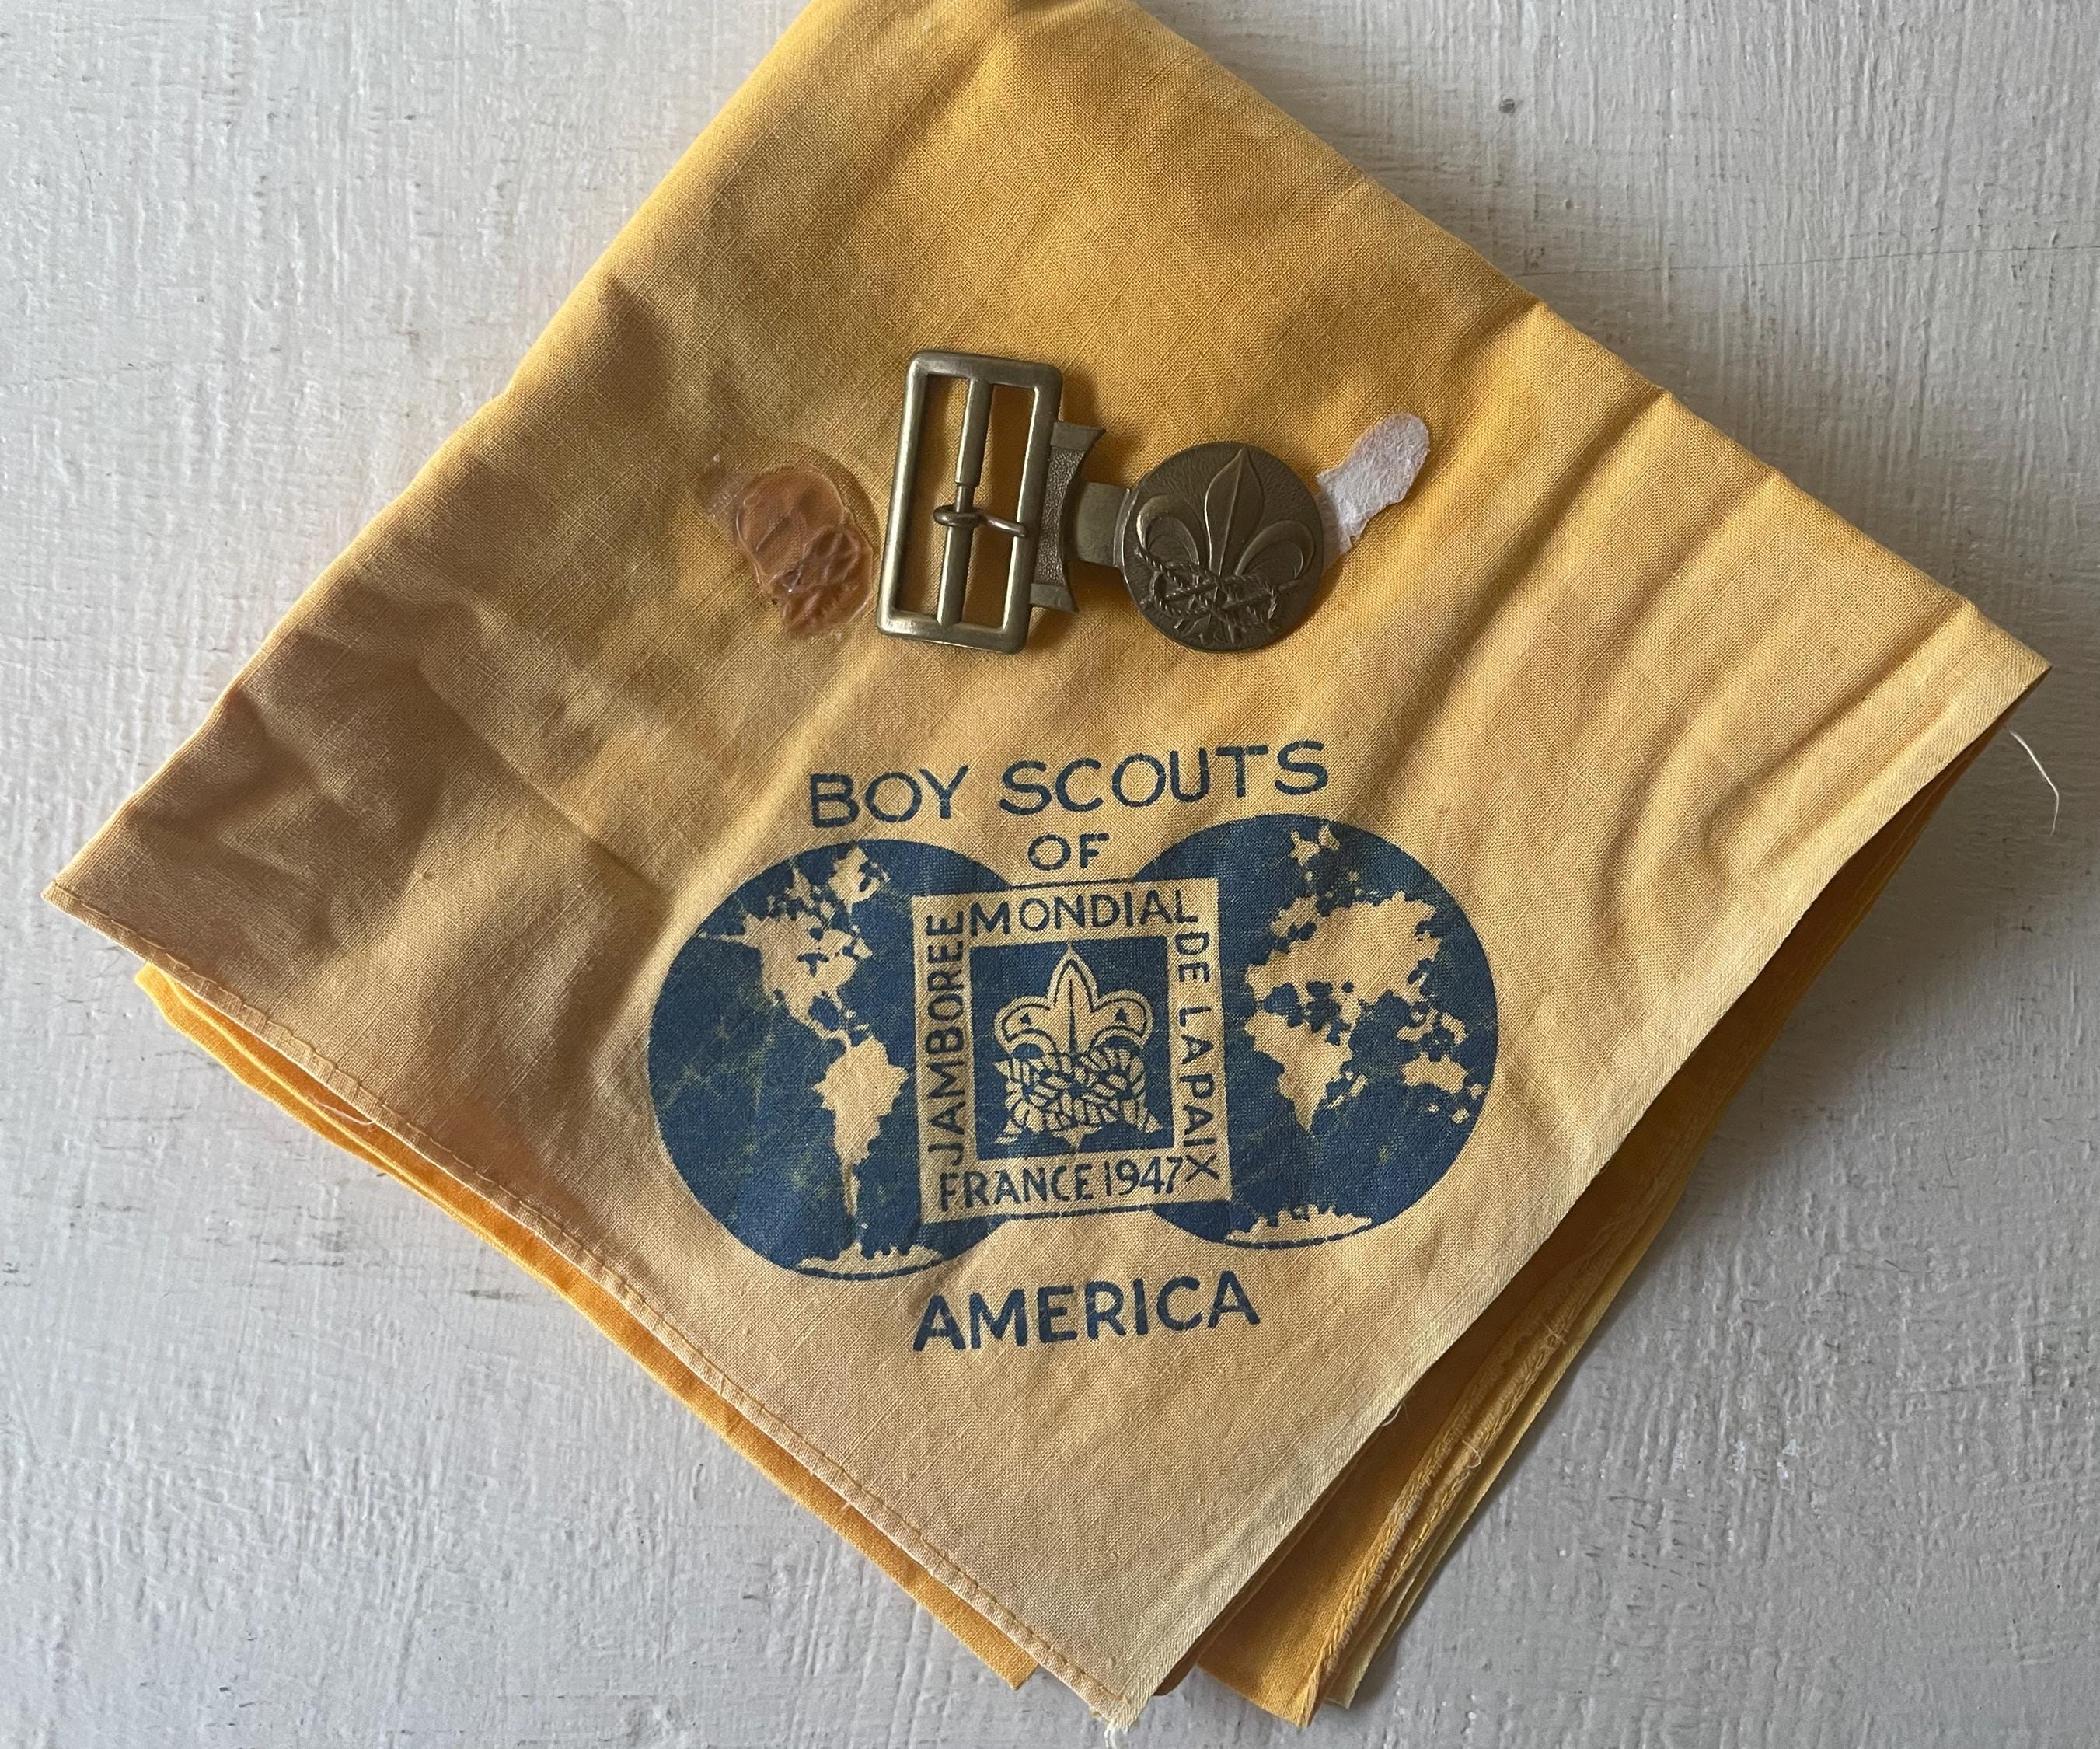 BOY SCOUTS
OF
JAMBOREE
MONDIAL
DE LA PAIX
FRANCE 1947
AMERICA